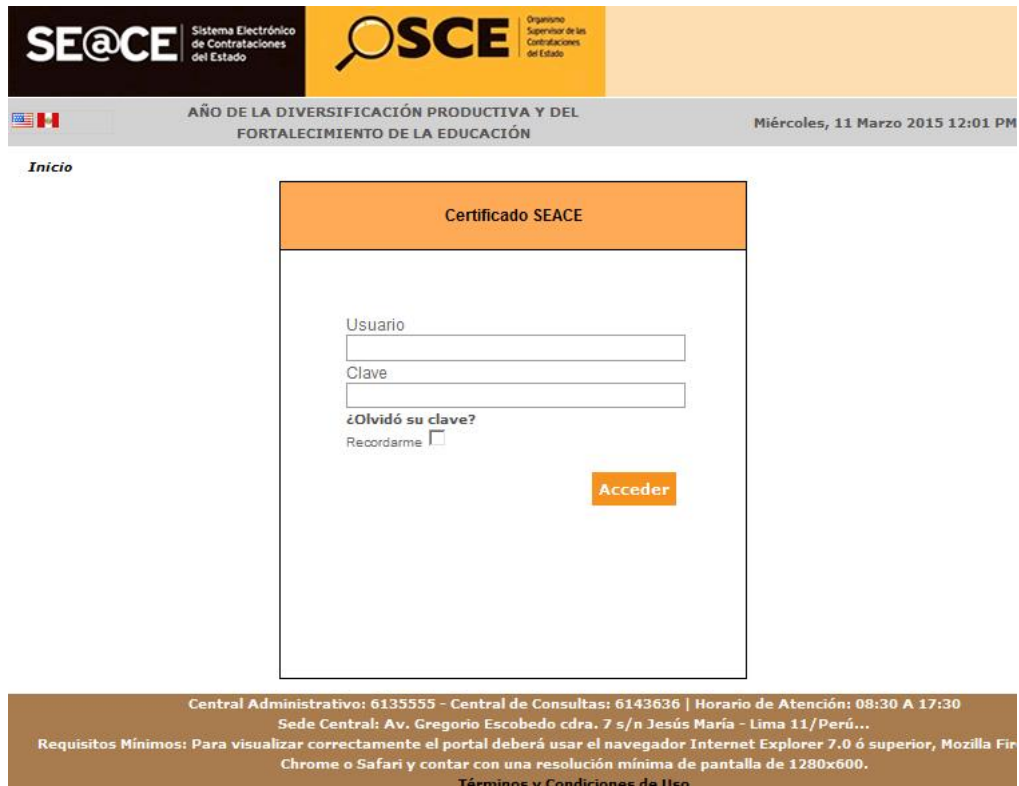 SE@CE
Sistema Electrónico
de Contrataciones
del Estado
OSCE
Organismo
Supervisor de las
Contrataciones
del Estado
AÑO DE LA DIVERSIFICACIÓN PRODUCTIVA Y DEL
FORTALECIMIENTO DE LA EDUCACIÓN
Miércoles, 11 Marzo 2015 12:01 PM
Inicio
Certificado SEACE
Usuario
Clave
¿Olvidó su clave?
Recordarme
Acceder
Central Administrativo: 6135555 - Central de Consultas: 6143636 | Horario de Atención: 08:30 A 17:30
Sede Central: Av. Gregorio Escobedo cdra. 7 s/n Jesús María - Lima 11/Perú...
Requisitos Mínimos: Para visualizar correctamente el portal deberá usar el navegador Internet Explorer 7.0 ó superior, Mozilla Fir
Chrome o Safari y contar con una resolución mínima de pantalla de 1280x600.
Términos y Condiciones de Uso